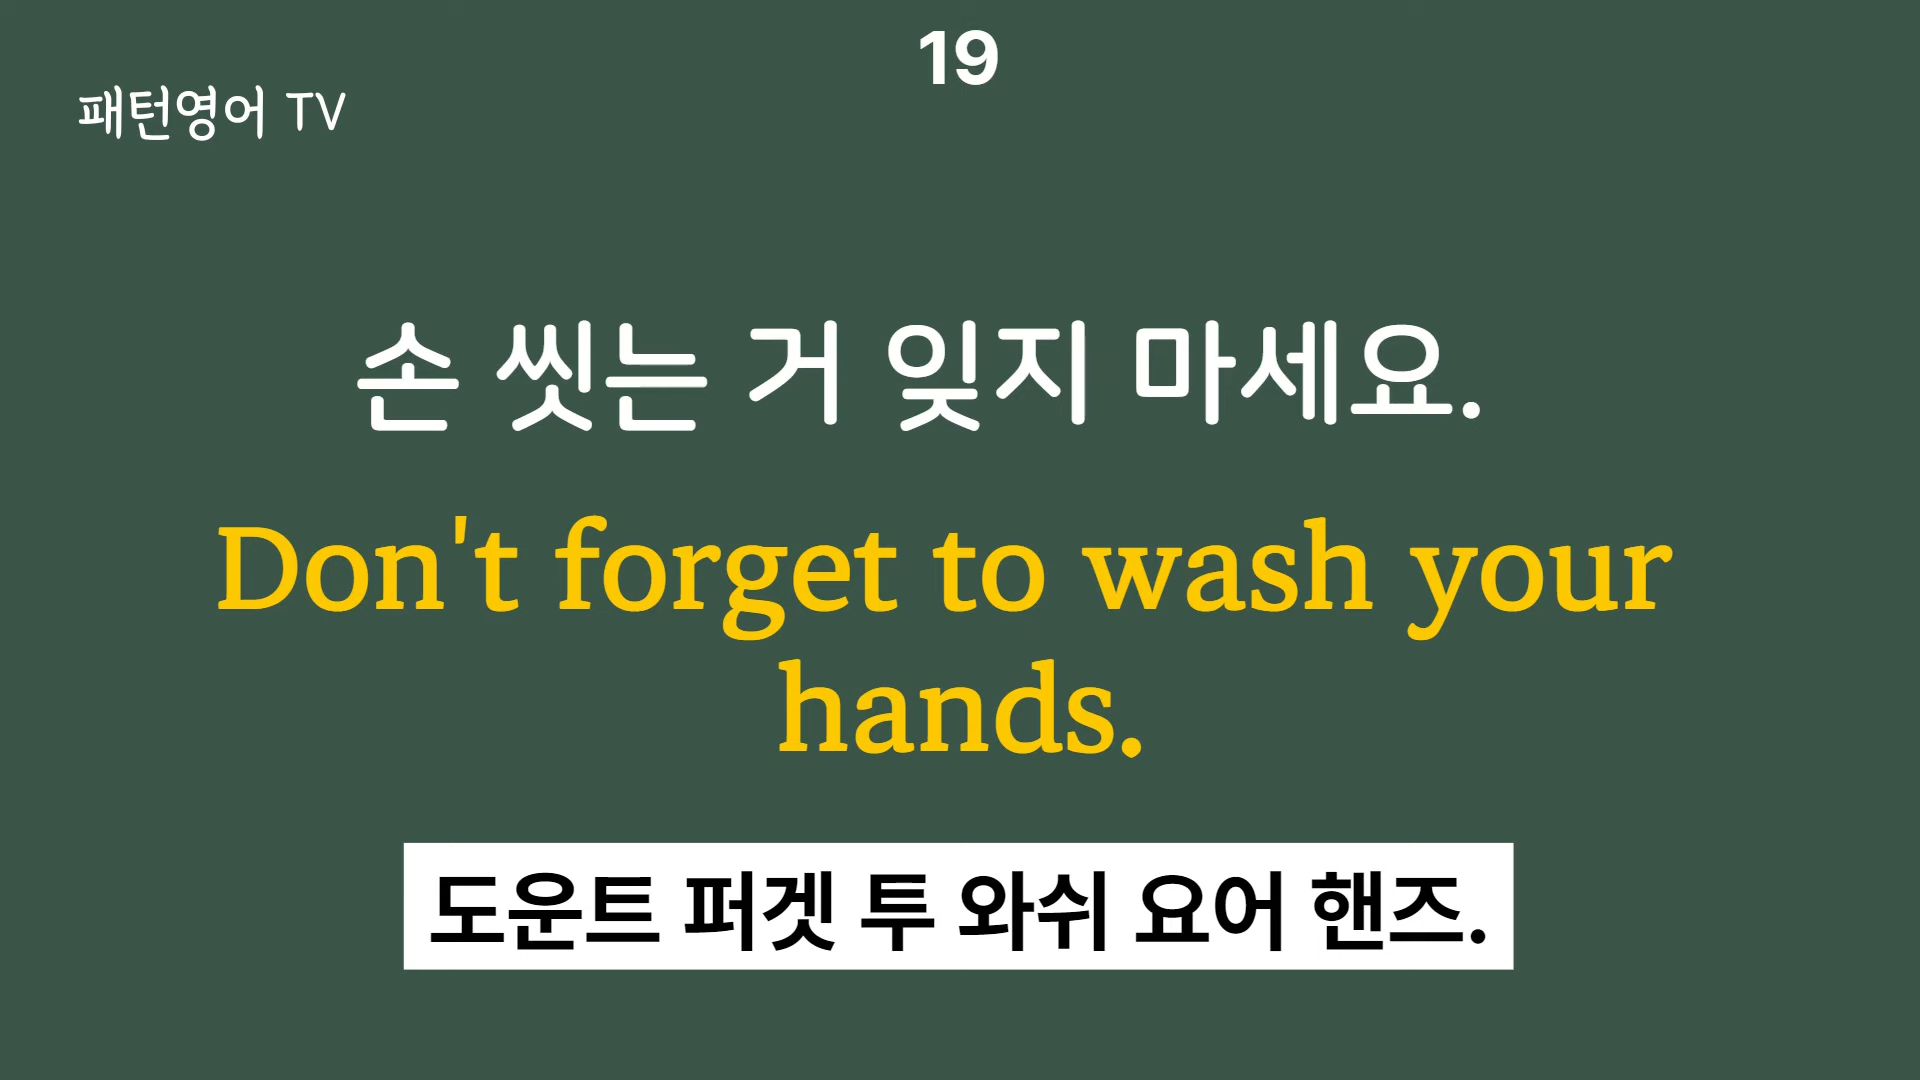 19
패턴영어 TV
손 씻는 거 잊지 마세요.
Don't forget to wash your
hands.
도운트 퍼겟 투 와쉬 요어 핸즈.